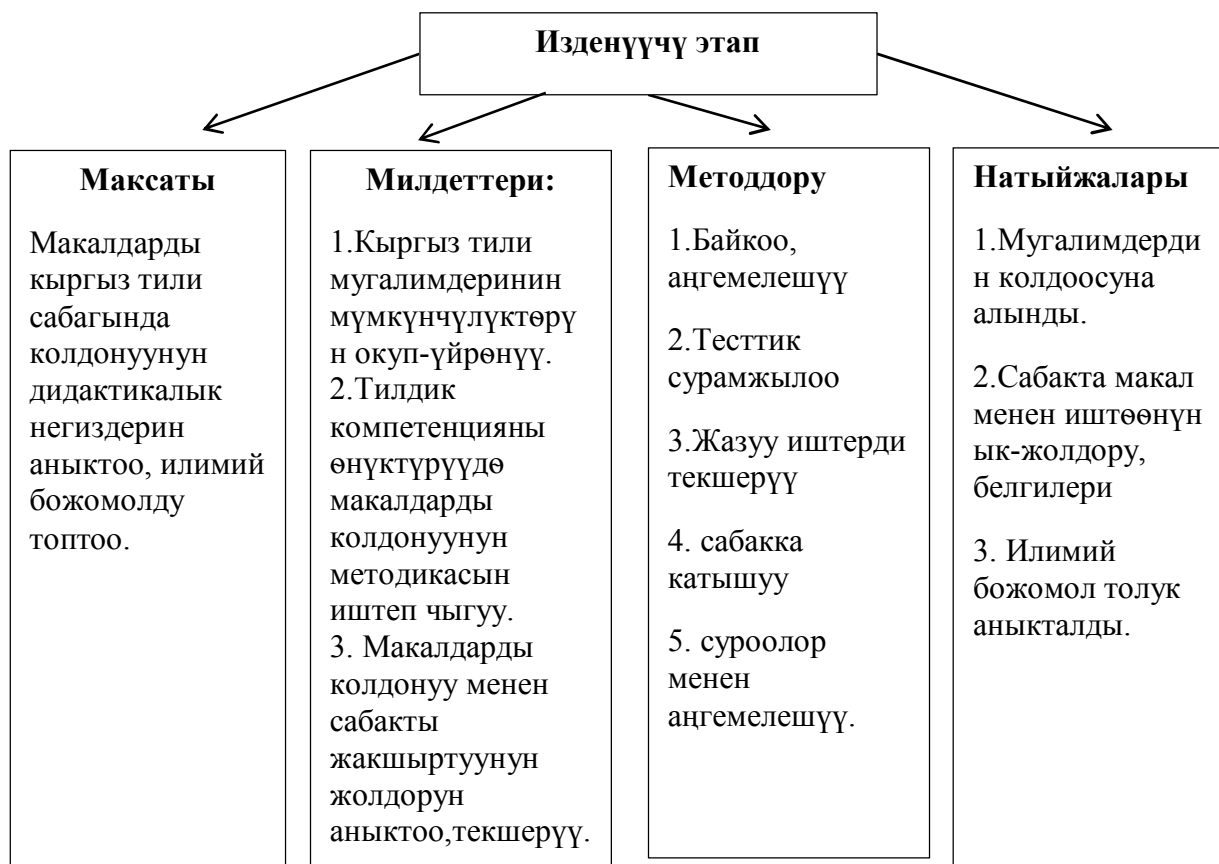 Изденүүчү этап
Максаты
Макалдарды
кыргыз тили
сабагында
колдонуунун
дидактикалык
негиздерин
аныктоо, илимий
божомолду
топтоо.
Милдеттери:
1.Кыргыз тили
мугалимдеринин
мүмкүнчүлүктөрү
н окуп-үйрөнүү.
2.Тилдик
компетенцияны
өнүктүрүүдө
макалдарды
колдонуунун
методикасын
иштеп чыгуу.
3. Макалдарды
колдонуу менен
сабакты
жакшыртуунун
жолдорун
аныктоо,текшерүү.
Методдору
1.Байкоо,
аңгемелешүү
2.Тесттик
сурамжылоо
3.Жазуу иштерди
текшерүү
4. сабакка
катышуу
5. суроолор
менен
аңгемелешүү.
Натыйжалары
1.Мугалимдерди
н колдоосуна
алынды.
2.Сабакта макал
менен иштөөнүн
ык-жолдору,
белгилери
3. Илимий
божомол толук
аныкталды.